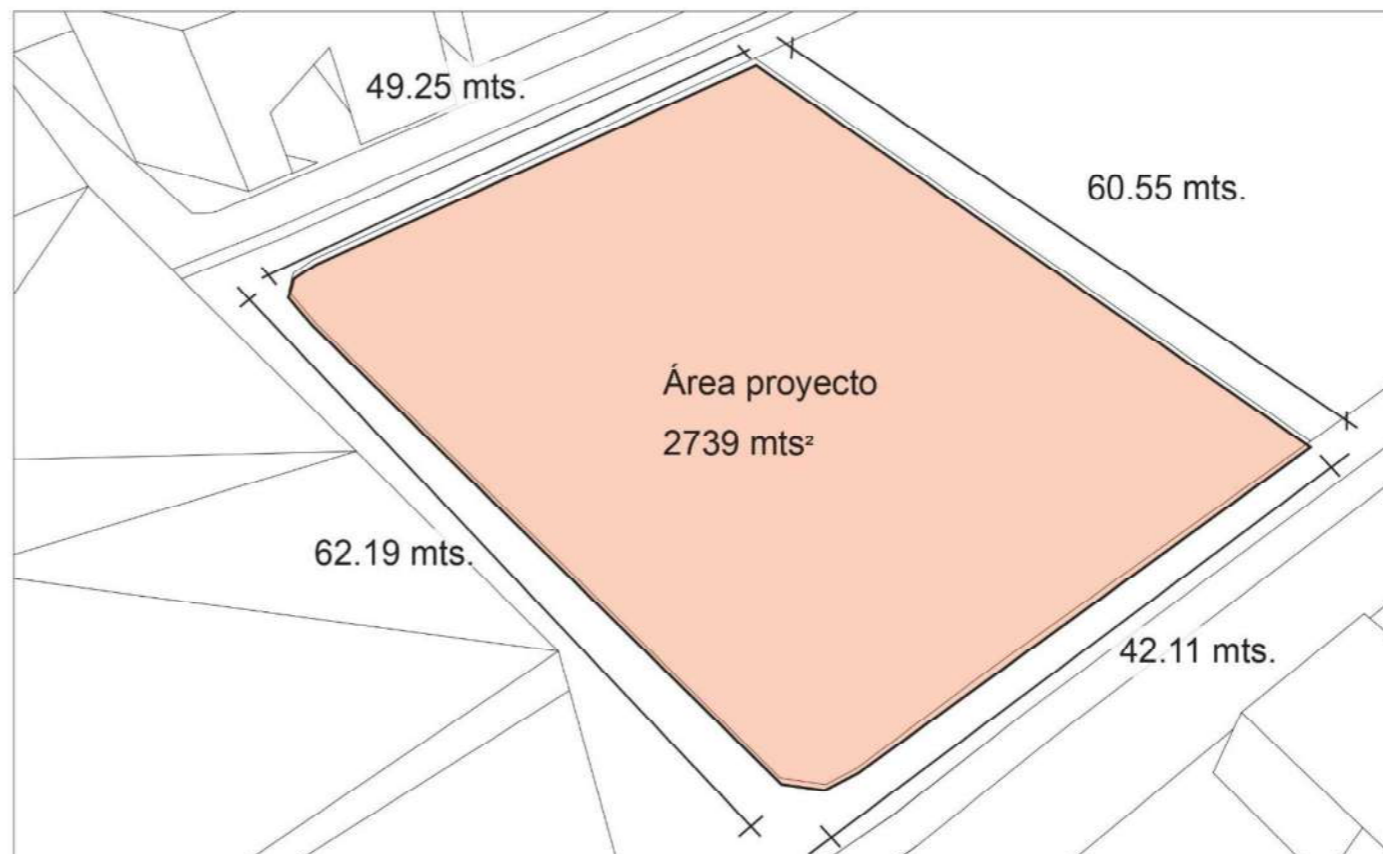 49.25 mts.
60.55 mts.
Área proyecto
2739 mts²
62.19 mts.
42.11 mts.